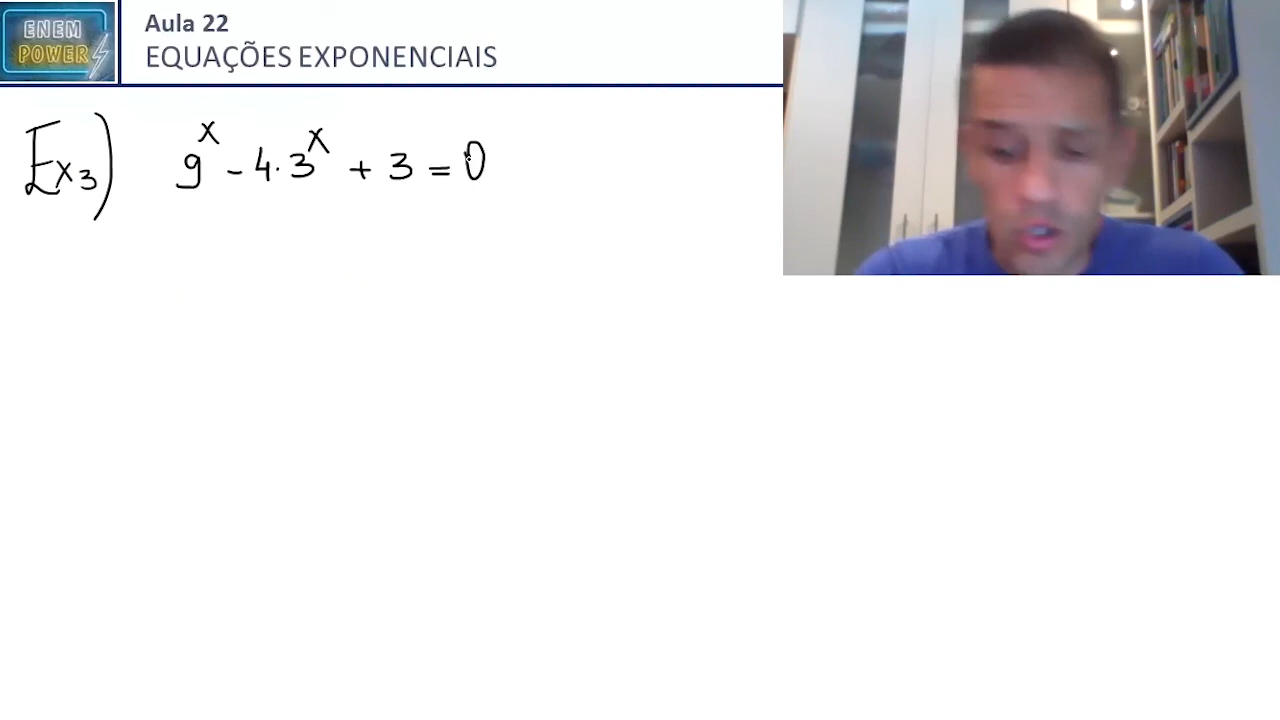 ENEM
POWER
Aula 22
EQUAÇÕES EXPONENCIAIS
Ex3) 9^x - 4·3^x + 3 = 0